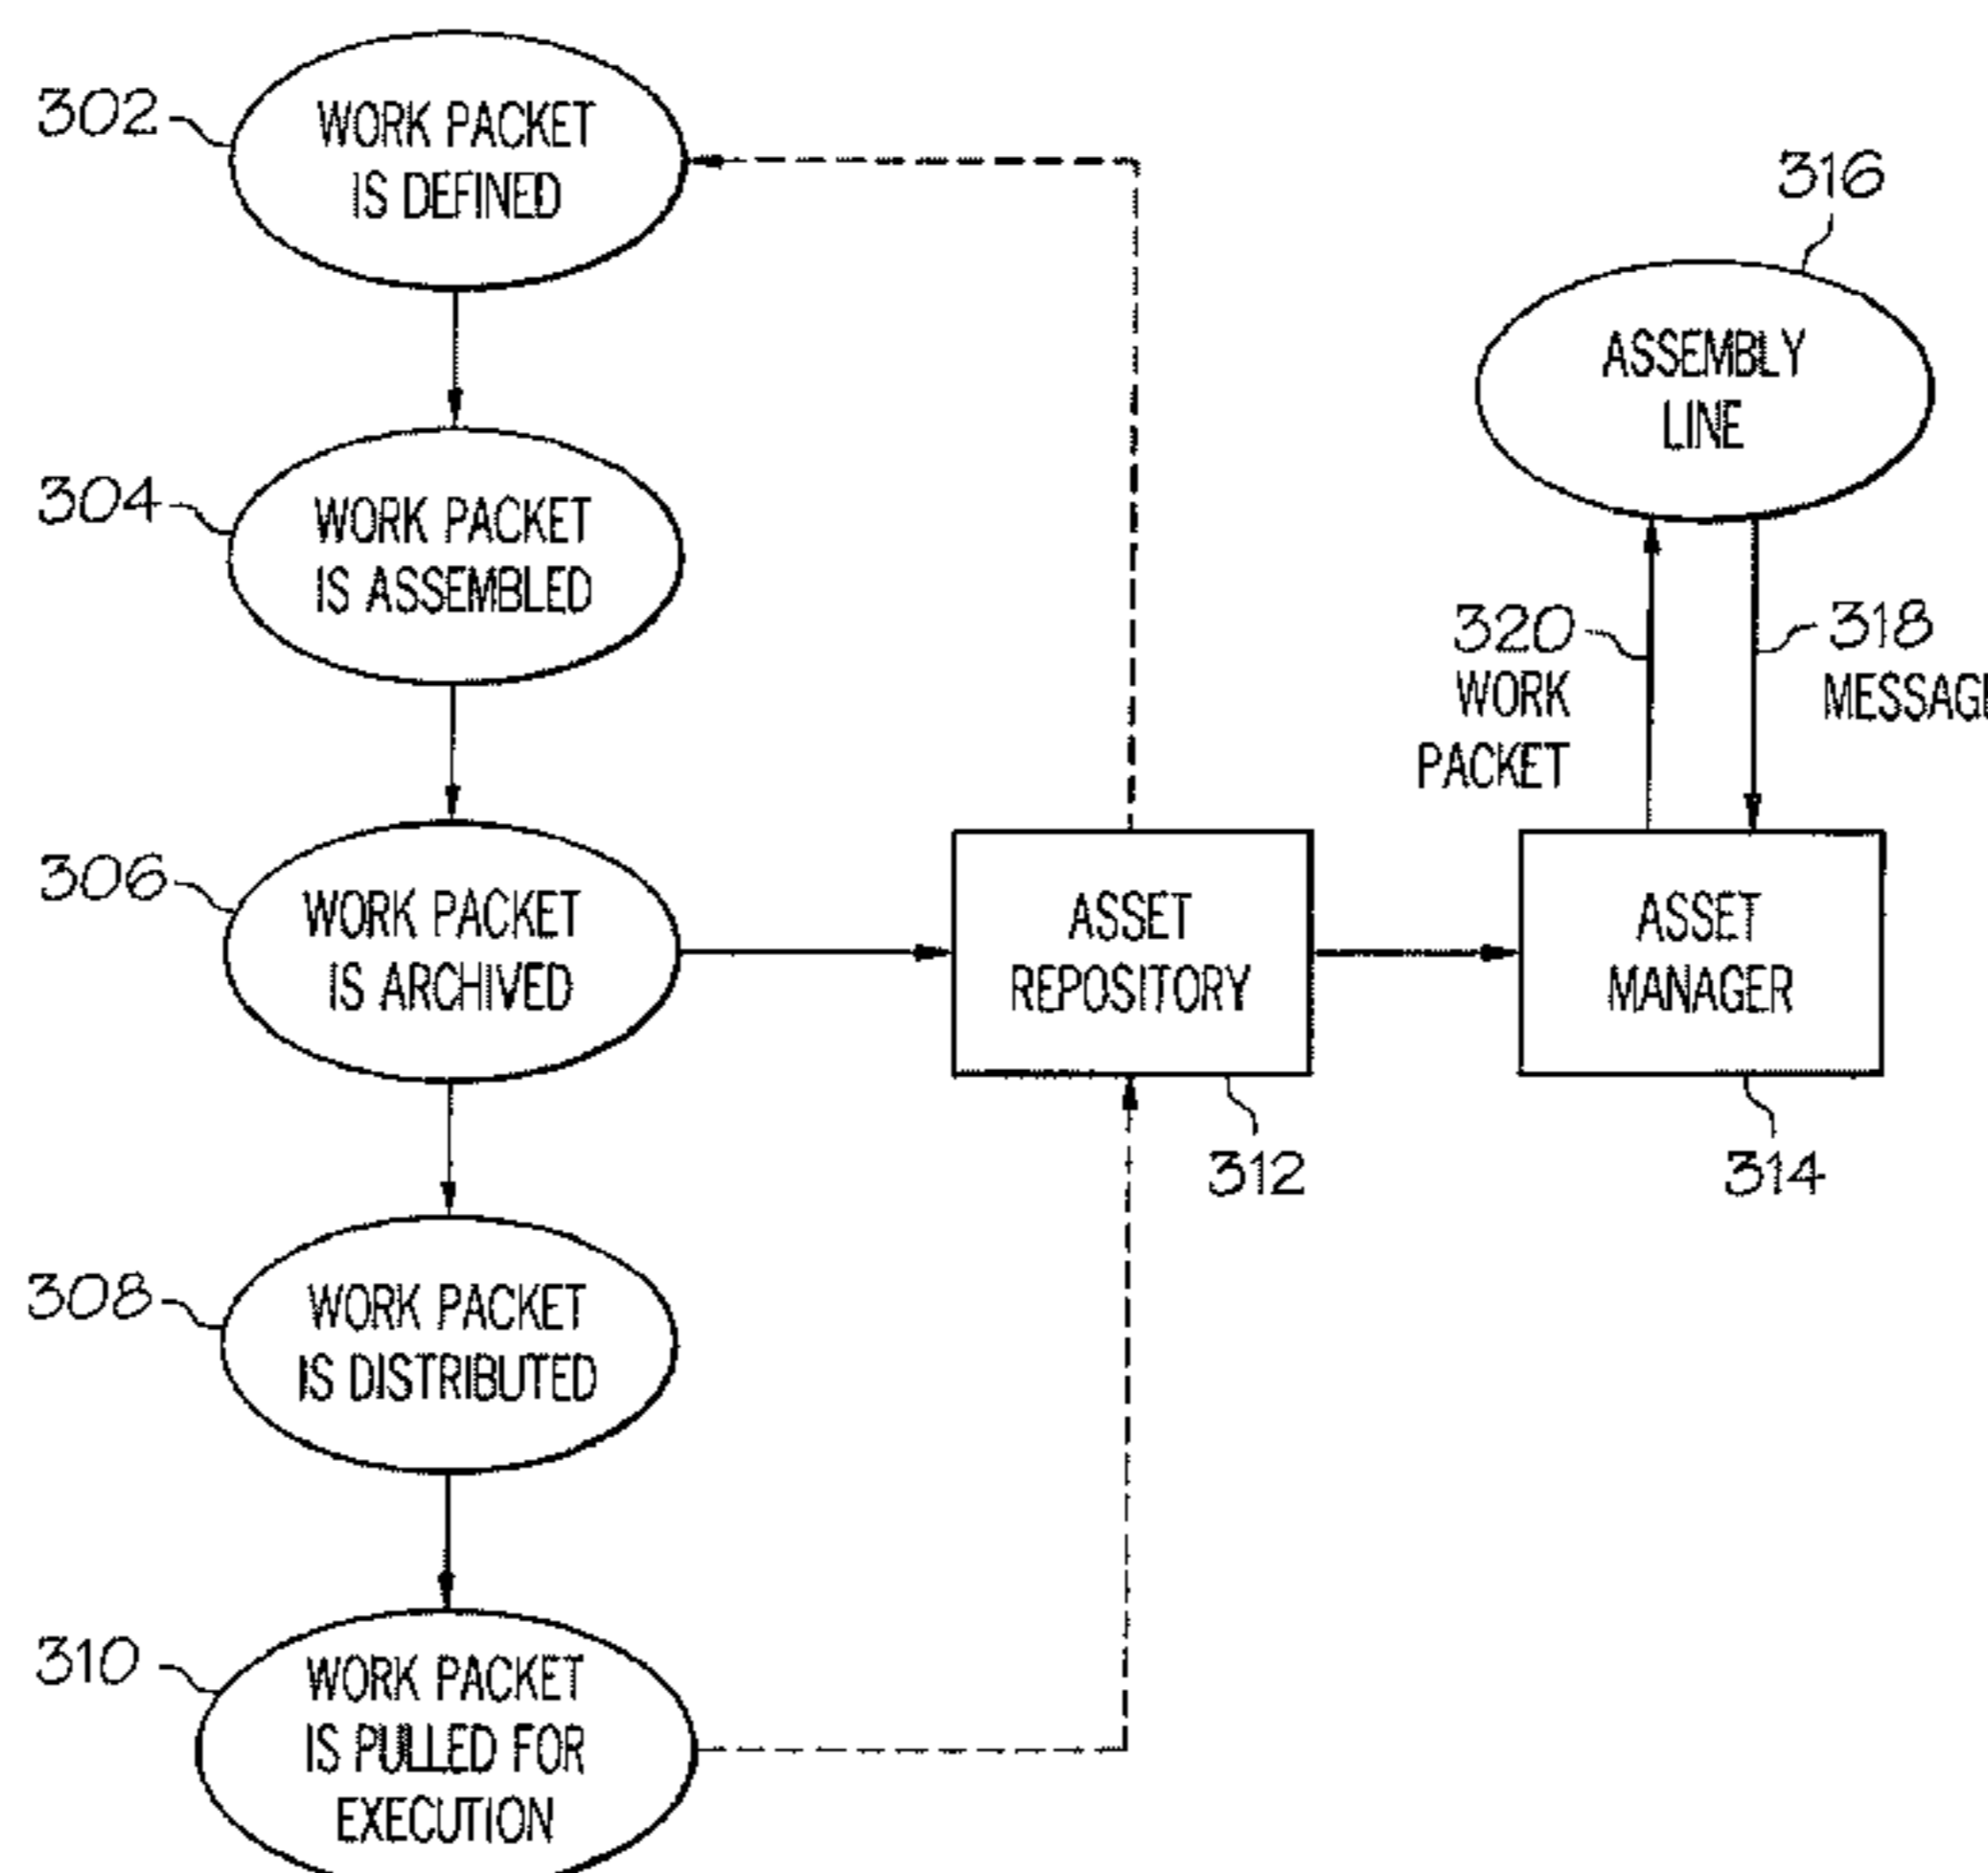 302
WORK PACKET
IS DEFINED
316
ASSEMBLY
LINE
304
WORK PACKET
IS ASSEMBLED
320
WORK
PACKET
318
MESSAGE
306
WORK PACKET
IS ARCHIVED
ASSET
REPOSITORY
312
ASSET
MANAGER
314
308
WORK PACKET
IS DISTRIBUTED
310
WORK PACKET
IS PULLED FOR
EXECUTION